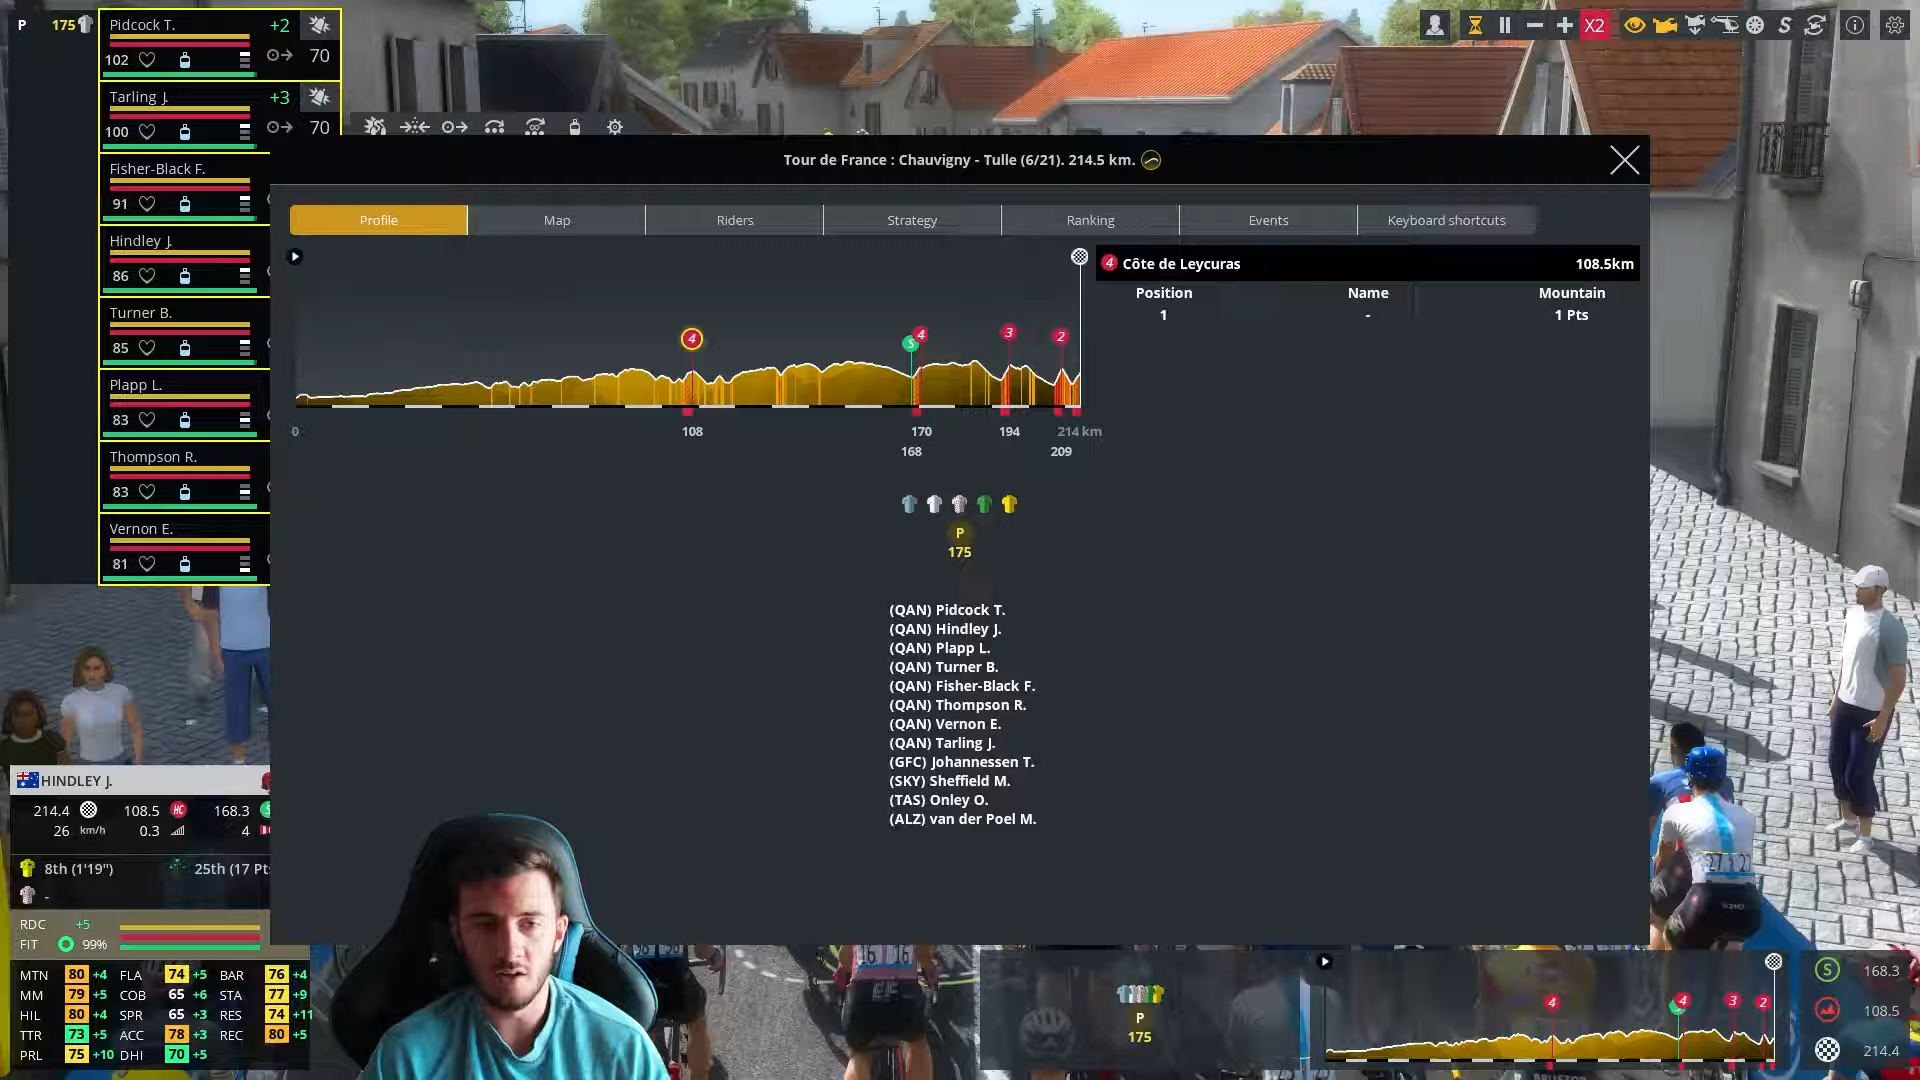 P 175
Pidcock T. +2
102 70
Tarling J. +3
100 70
Fisher-Black F.
91
Hindley J.
86
Turner B.
85
Plapp L.
83
Thompson R.
83
Vernon E.
81
X2
Tour de France : Chauvigny - Tulle (6/21). 214.5 km.
Profile Map Riders Strategy Ranking Events Keyboard shortcuts
4 Côte de Leycuras 108.5km
Position Name Mountain
1 - 1 Pts
4 S 4 3 2
0 108 170 194 214 km
168 209
P
175
(QAN) Pidcock T.
(QAN) Hindley J.
(QAN) Plapp L.
(QAN) Turner B.
(QAN) Fisher-Black F.
(QAN) Thompson R.
(QAN) Vernon E.
(QAN) Tarling J.
(GFC) Johannessen T.
(SKY) Sheffield M.
(TAS) Onley O.
(ALZ) van der Poel M.
HINDLEY J.
214.4 108.5 HC 168.3 S
26 km/h 0.3 4
8th (1'19'') 25th (17 Pts
-
RDC +5
FIT 99%
MTN 80 +4 FLA 74 +5 BAR 76 +4
MM 79 +5 COB 65 +6 STA 77 +9
HIL 80 +4 SPR 65 +3 RES 74 +11
TTR 73 +5 ACC 78 +3 REC 80 +5
PRL 75 +10 DHI 70 +5
P
175
4 4 3 2
S 168.3
108.5
214.4